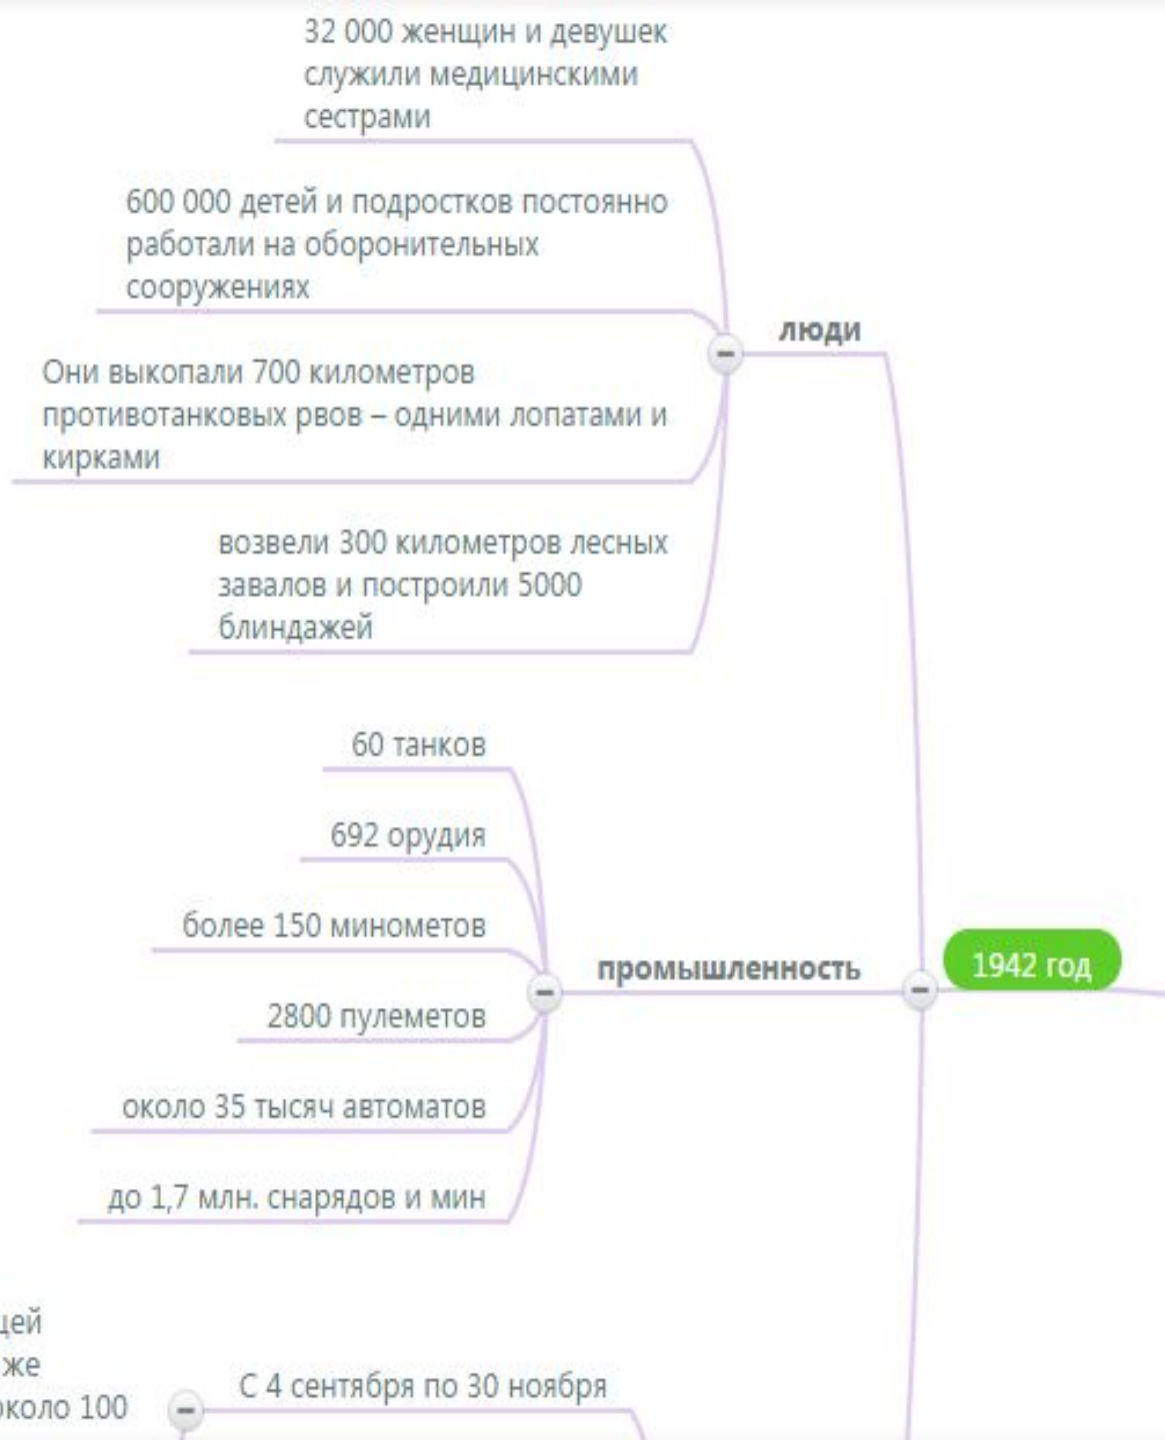 32 000 женщин и девушек
служили медицинскими
сестрами
600 000 детей и подростков постоянно
работали на оборонительных
сооружениях
люди
Они выкопали 700 километров
противотанковых рвов – одними лопатами и
кирками
возвели 300 километров лесных
завалов и построили 5000
блиндажей
60 танков
692 орудия
более 150 минометов
промышленность
1942 год
2800 пулеметов
около 35 тысяч автоматов
до 1,7 млн. снарядов и мин
же
около 100
С 4 сентября по 30 ноября